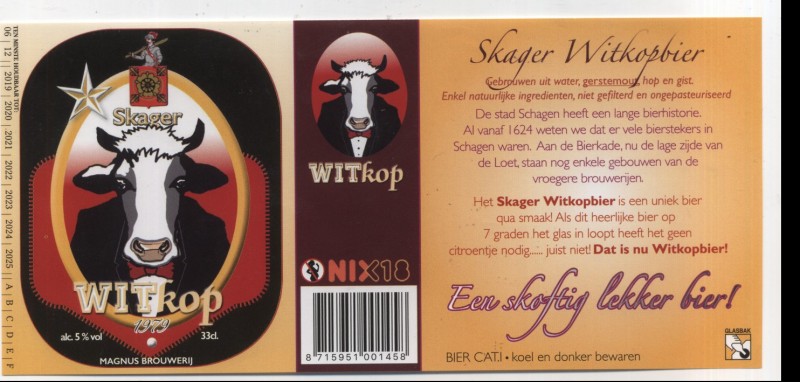 TEN MINSTE HOUDBAAR TOT:
06 | 12 | 2019 | 2020 | 2021 | 2022 | 2023 | 2024 | 2025 | | A | B | C | D | E | F
Skager
WITkop
1979
alc. 5 % vol
33cl.
MAGNUS BROUWERIJ
WITkop
NIX18
8 715951 001458
Skager Witkopbier
Gebrouwen uit water, gerstemout, hop en gist.
Enkel natuurlijke ingredienten, niet gefilterd en ongepasteuriseerd
De stad Schagen heeft een lange bierhistorie.
Al vanaf 1624 weten we dat er vele bierstekers in
Schagen waren. Aan de Bierkade, nu de lage zijde van
de Loet, staan nog enkele gebouwen van de
vroegere brouwerijen.
Het Skager Witkopbier is een uniek bier
qua smaak! Als dit heerlijke bier op
7 graden het glas in loopt heeft het geen
citroentje nodig..... juist niet! Dat is nu Witkopbier!
Een skoftig lekker bier!
GLASBAK
BIER CAT.I • koel en donker bewaren